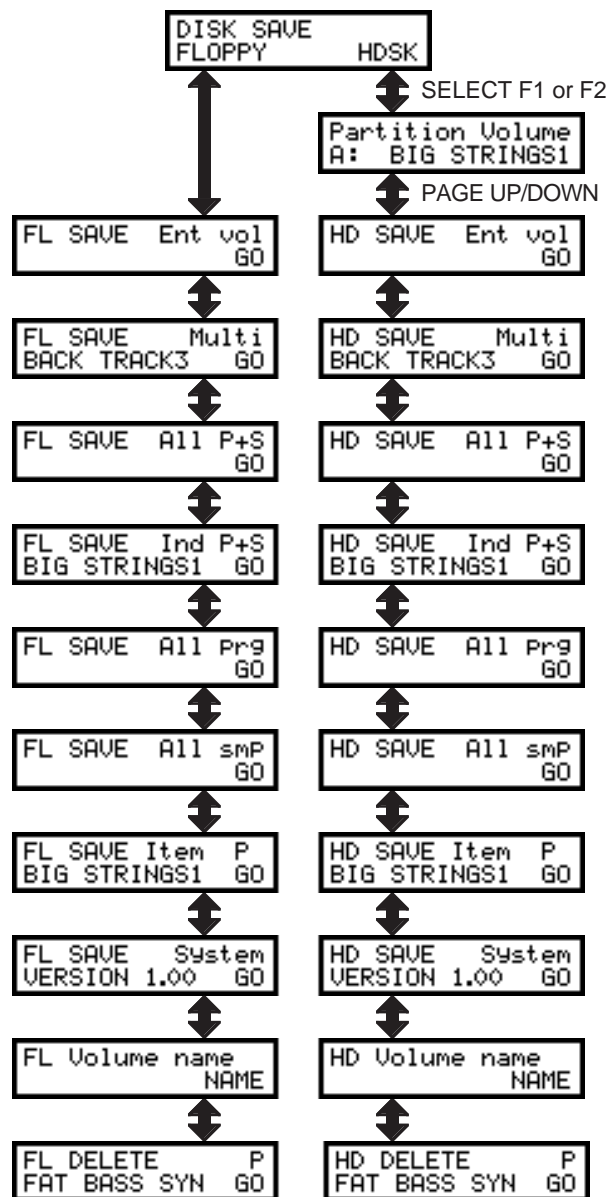 DISK SAVE
FLOPPY HDSK
SELECT F1 or F2
Partition Volume
A: BIG STRINGS1
PAGE UP/DOWN
FL SAVE Ent vol
GO
HD SAVE Ent vol
GO
FL SAVE Multi
BACK TRACK3 GO
HD SAVE Multi
BACK TRACK3 GO
FL SAVE All P+S
GO
HD SAVE All P+S
GO
FL SAVE Ind P+S
BIG STRINGS1 GO
HD SAVE Ind P+S
BIG STRINGS1 GO
FL SAVE All prg
GO
HD SAVE All prg
GO
FL SAVE All smp
GO
HD SAVE All smp
GO
FL SAVE Item P
BIG STRINGS1 GO
HD SAVE Item P
BIG STRINGS1 GO
FL SAVE System
VERSION 1.00 GO
HD SAVE System
VERSION 1.00 GO
FL Volume name
NAME
HD Volume name
NAME
FL DELETE P
FAT BASS SYN GO
HD DELETE P
FAT BASS SYN GO